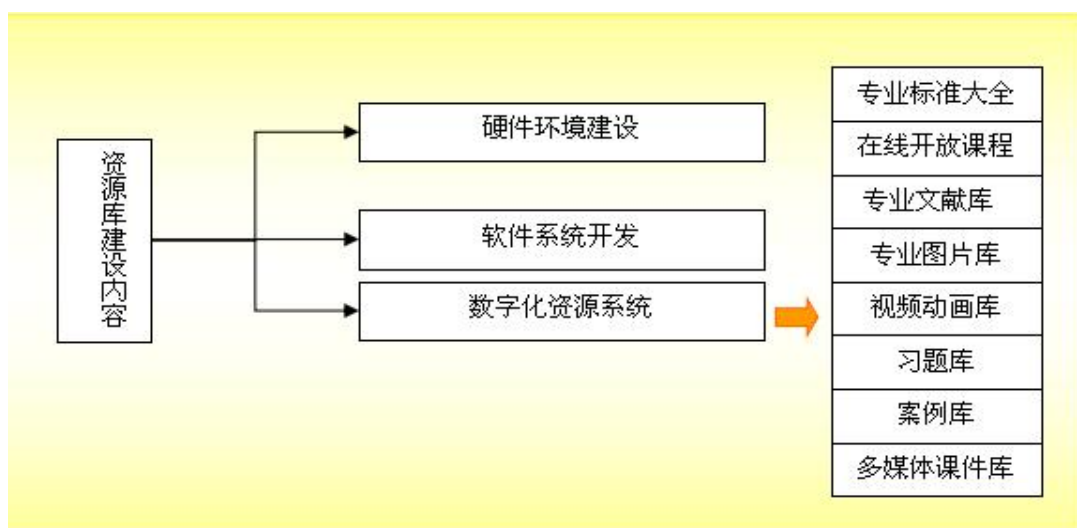 资源库建设内容
硬件环境建设
软件系统开发
数字化资源系统
专业标准大全
在线开放课程
专业文献库
专业图片库
视频动画库
习题库
案例库
多媒体课件库